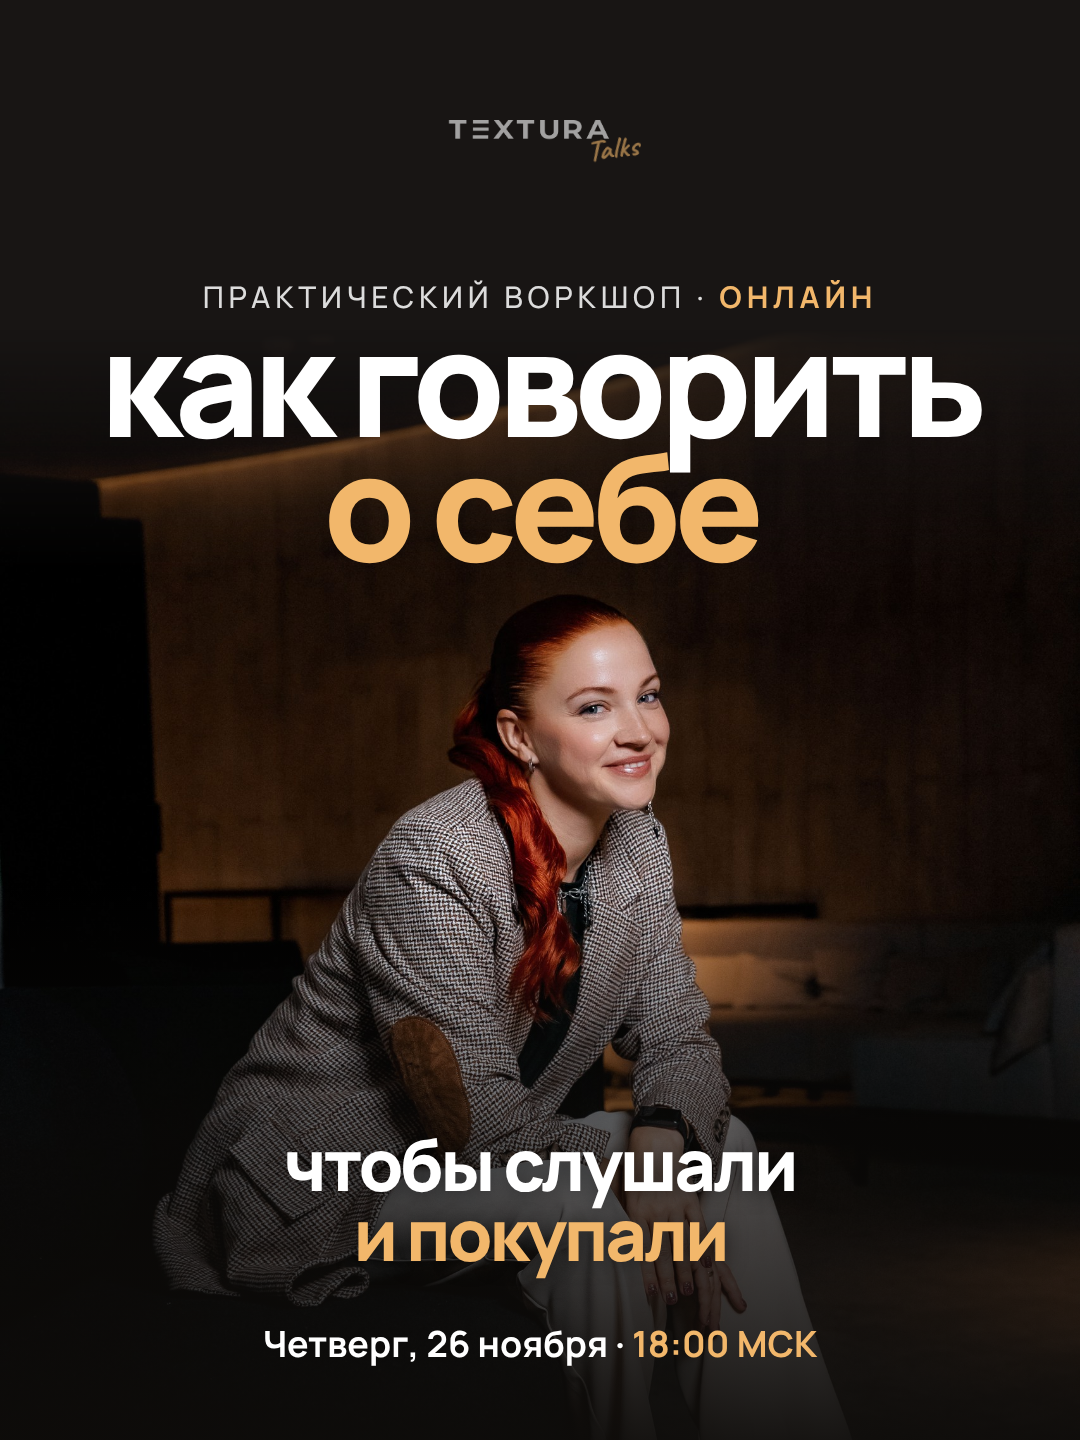 TEXTURA
Talks
ПРАКТИЧЕСКИЙ ВОРКШОП · ОНЛАЙН
как говорить
о себе
чтобы слушали
и покупали
Четверг, 26 ноября · 18:00 МСК